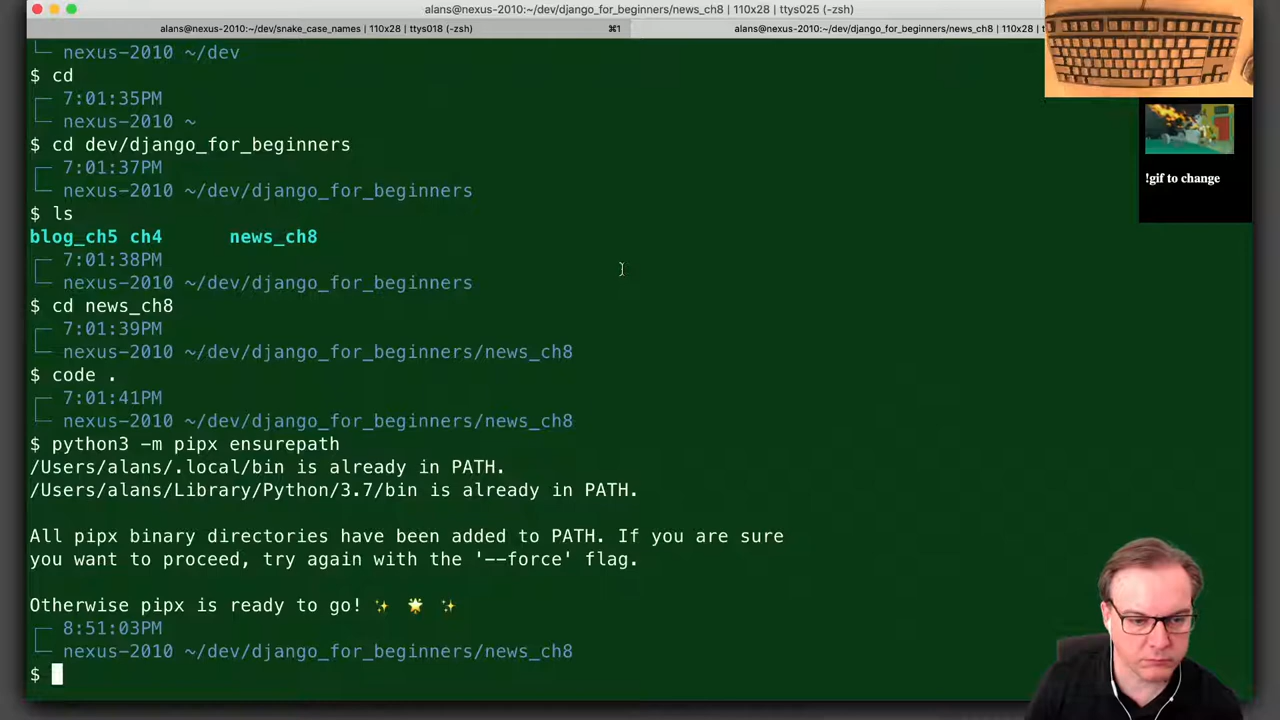 alans@nexus-2010:~/dev/django_for_beginners/news_ch8 | 110x28 | ttys025 (-zsh)
alans@nexus-2010:~/dev/snake_case_names | 110x28 | ttys018 (-zsh)
⌘1
alans@nexus-2010:~/dev/django_for_beginners/news_ch8 | 110x28 | t
nexus-2010 ~/dev
$ cd
7:01:35PM
nexus-2010 ~
$ cd dev/django_for_beginners
7:01:37PM
nexus-2010 ~/dev/django_for_beginners
$ ls
blog_ch5 ch4 news_ch8
7:01:38PM
nexus-2010 ~/dev/django_for_beginners
$ cd news_ch8
7:01:39PM
nexus-2010 ~/dev/django_for_beginners/news_ch8
$ code .
7:01:41PM
nexus-2010 ~/dev/django_for_beginners/news_ch8
$ python3 -m pipx ensurepath
/Users/alans/.local/bin is already in PATH.
/Users/alans/Library/Python/3.7/bin is already in PATH.
All pipx binary directories have been added to PATH. If you are sure
you want to proceed, try again with the '--force' flag.
Otherwise pipx is ready to go! ✨ 🌟 ✨
8:51:03PM
nexus-2010 ~/dev/django_for_beginners/news_ch8
$
!gif to change